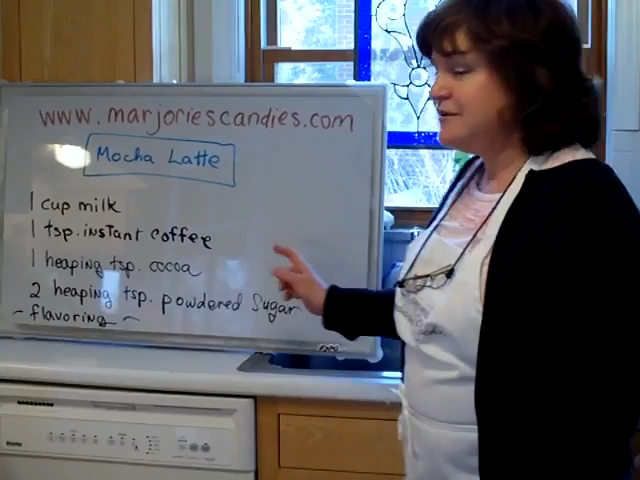 www.marjoriescandies.com
Mocha Latte
1 cup milk
1 tsp. instant coffee
1 heaping tsp. cocoa
2 heaping tsp. powdered Sugar
- flavoring -
EXPO